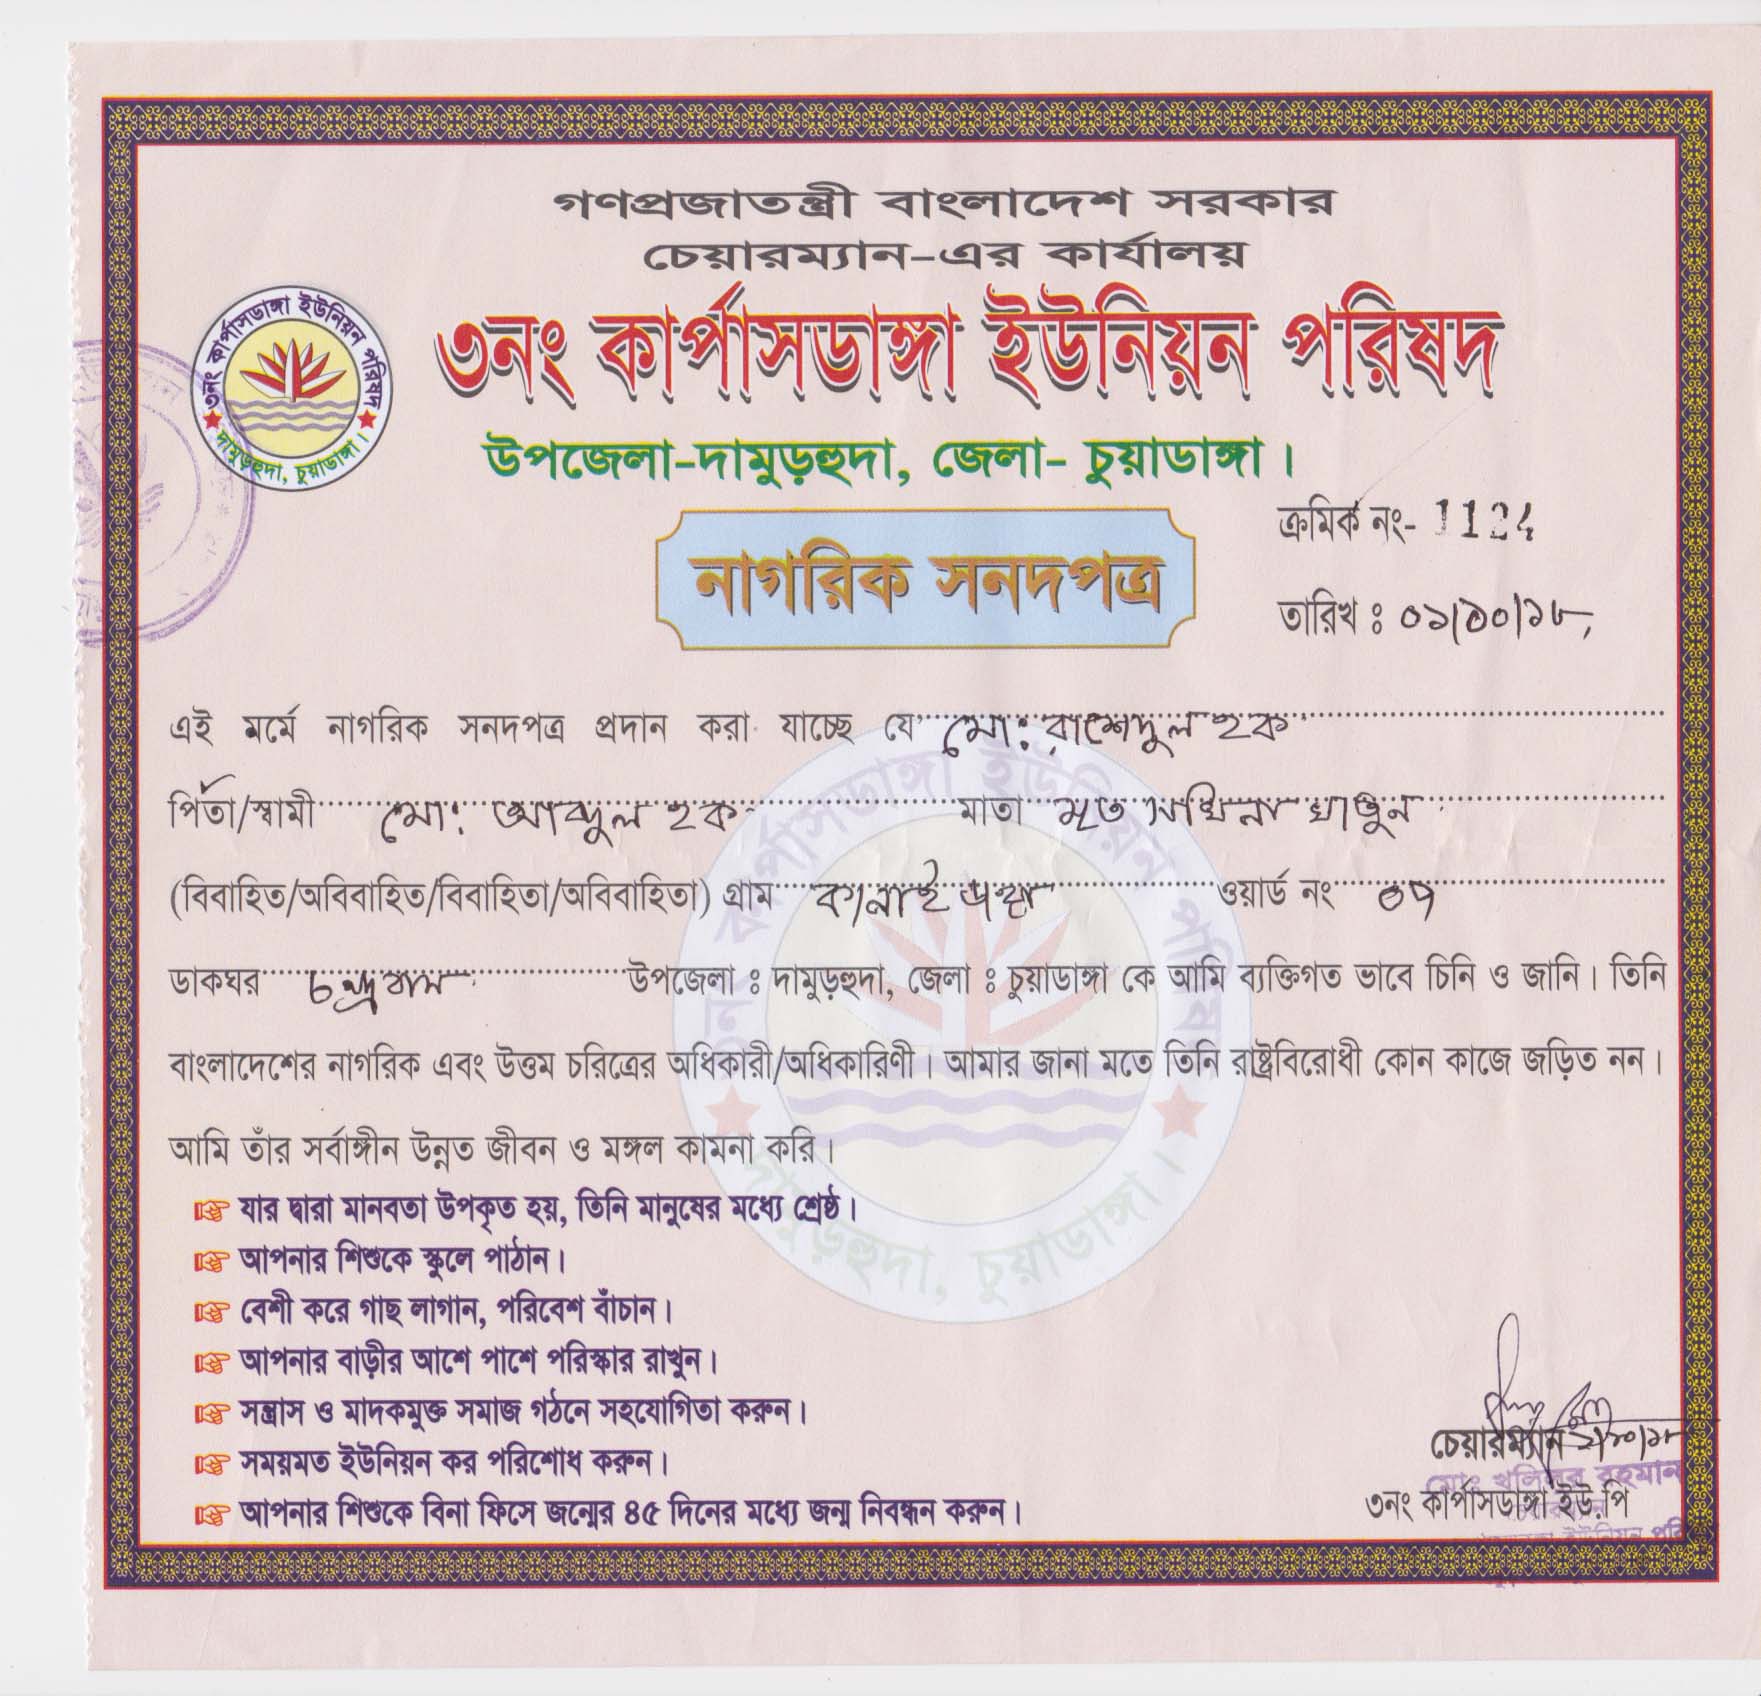 গণপ্রজাতন্ত্রী বাংলাদেশ সরকার
চেয়ারম্যান-এর কার্যালয়
৩নং কার্পাসডাঙ্গা ইউনিয়ন পরিষদ
৩নং কার্পাসডাঙ্গা ইউনিয়ন পরিষদ
দামুড়হুদা, চুয়াডাঙ্গা।
উপজেলা-দামুড়হুদা, জেলা- চুয়াডাঙ্গা।
ক্রমিক নং- 1124
নাগরিক সনদপত্র
তারিখ ঃ ০১/১০/১৮,
এই মর্মে নাগরিক সনদপত্র প্রদান করা যাচ্ছে যে মো: রাশেদুল হক
পিতা/স্বামী মো: আব্দুল হক মাতা মৃত খাতুন
(বিবাহিত/অবিবাহিত/বিবাহিতা/অবিবাহিতা) গ্রাম কানাইডাঙ্গা ওয়ার্ড নং ০৭
ডাকঘর চন্দ্রবাস উপজেলা ঃ দামুড়হুদা, জেলা ঃ চুয়াডাঙ্গা কে আমি ব্যক্তিগত ভাবে চিনি ও জানি। তিনি
বাংলাদেশের নাগরিক এবং উত্তম চরিত্রের অধিকারী/অধিকারিণী। আমার জানা মতে তিনি রাষ্ট্রবিরোধী কোন কাজে জড়িত নন।
আমি তাঁর সর্বাঙ্গীন উন্নত জীবন ও মঙ্গল কামনা করি।
যার দ্বারা মানবতা উপকৃত হয়, তিনি মানুষের মধ্যে শ্রেষ্ঠ।
আপনার শিশুকে স্কুলে পাঠান।
বেশী করে গাছ লাগান, পরিবেশ বাঁচান।
আপনার বাড়ীর আশে পাশে পরিস্কার রাখুন।
সন্ত্রাস ও মাদকমুক্ত সমাজ গঠনে সহযোগিতা করুন।
সময়মত ইউনিয়ন কর পরিশোধ করুন।
আপনার শিশুকে বিনা ফিসে জন্মের ৪৫ দিনের মধ্যে জন্ম নিবন্ধন করুন।
চেয়ারম্যান ১/১০/১৮
মোঃ খলিলুর রহমান
৩নং কার্পাসডাঙ্গা ইউ.পি